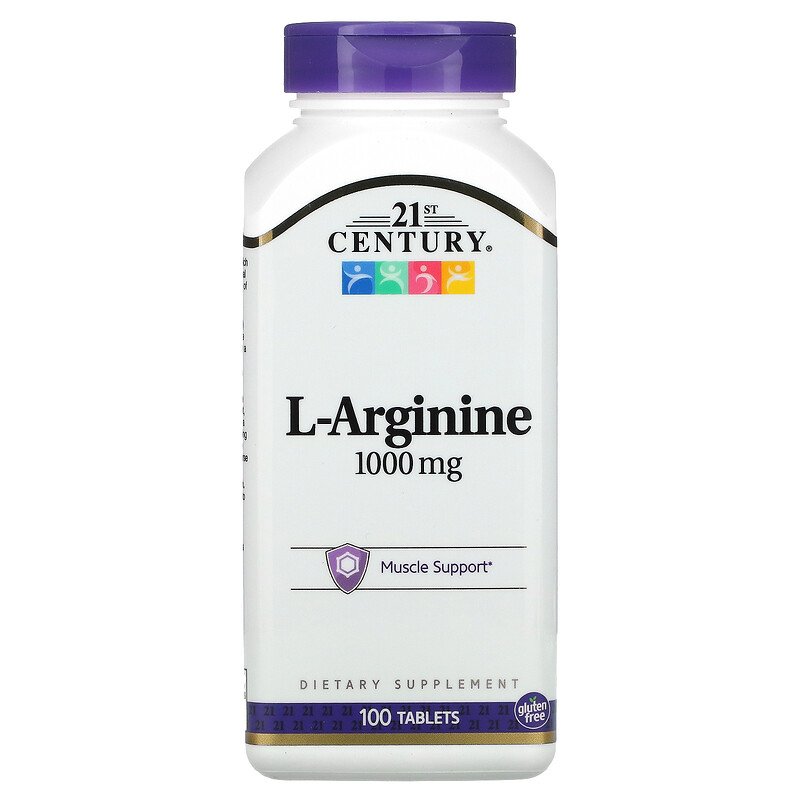 21ST
CENTURY®
L-Arginine
1000 mg
Muscle Support*
DIETARY SUPPLEMENT
100 TABLETS
gluten
free